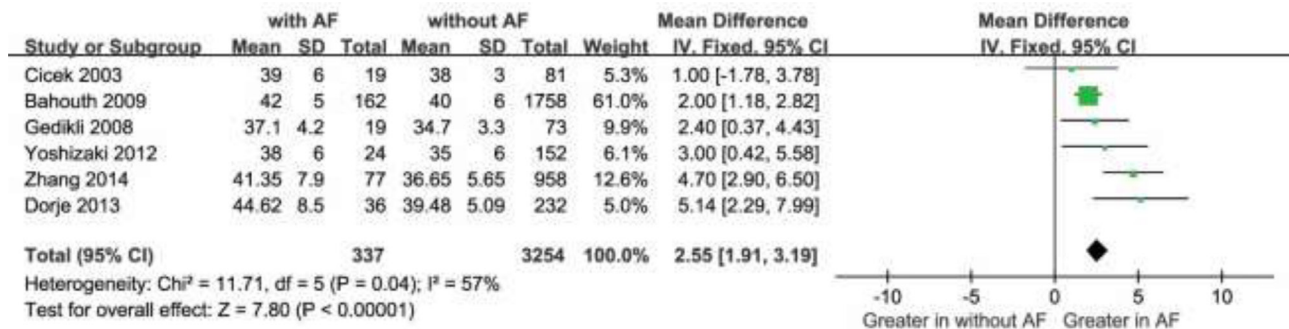 with AF without AF Mean Difference Mean Difference
Study or Subgroup Mean SD Total Mean SD Total Weight IV. Fixed. 95% CI IV. Fixed. 95% CI
Cicek 2003 39 6 19 38 3 81 5.3% 1.00 [-1.78, 3.78]
Bahouth 2009 42 5 162 40 6 1758 61.0% 2.00 [1.18, 2.82]
Gedikli 2008 37.1 4.2 19 34.7 3.3 73 9.9% 2.40 [0.37, 4.43]
Yoshizaki 2012 38 6 24 35 6 152 6.1% 3.00 [0.42, 5.58]
Zhang 2014 41.35 7.9 77 36.65 5.65 958 12.6% 4.70 [2.90, 6.50]
Dorje 2013 44.62 8.5 36 39.48 5.09 232 5.0% 5.14 [2.29, 7.99]
Total (95% CI) 337 3254 100.0% 2.55 [1.91, 3.19]
Heterogeneity: Chi² = 11.71, df = 5 (P = 0.04); I² = 57%
Test for overall effect: Z = 7.80 (P < 0.00001)
-10 -5 0 5 10
Greater in without AF Greater in AF